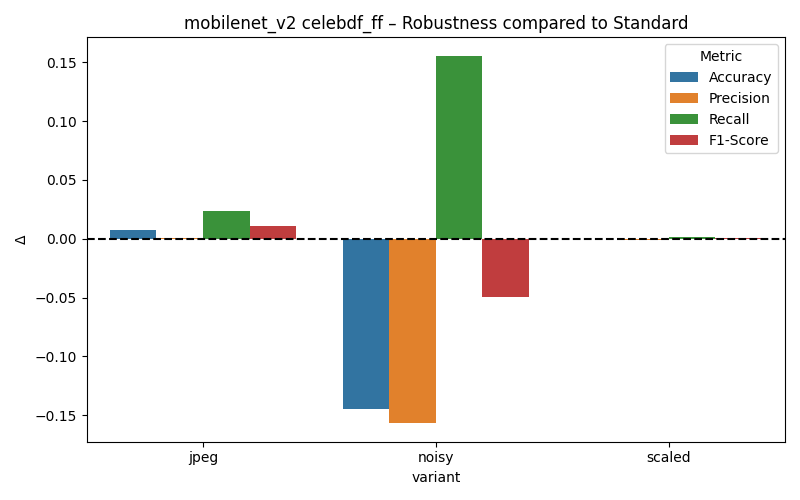 mobilenet_v2 celebdf_ff – Robustness compared to Standard
Metric
Accuracy
Precision
Recall
F1-Score
0.15
0.10
0.05
0.00
−0.05
−0.10
−0.15
Δ
jpeg
noisy
scaled
variant